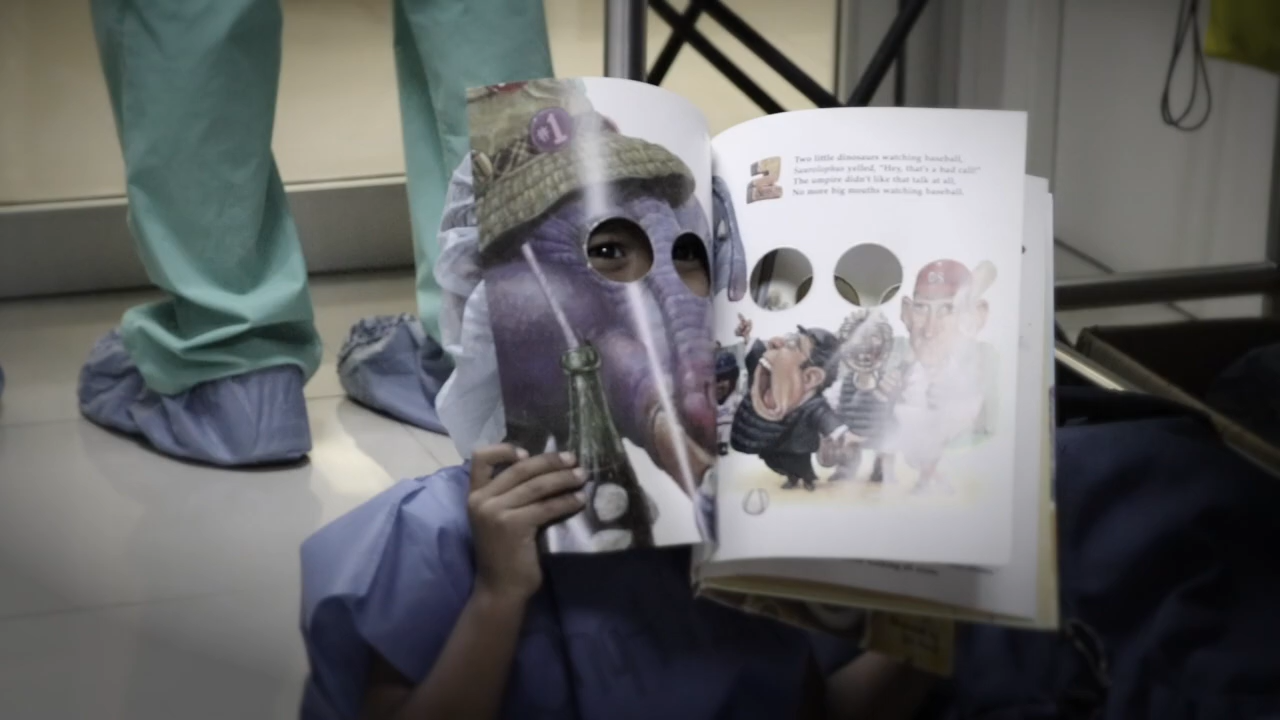 #1
2
Two little dinosaurs watching baseball,
Saurolophus yelled, "Hey, that's a bad call!"
The umpire didn't like that talk at all.
No more big mouths watching baseball.